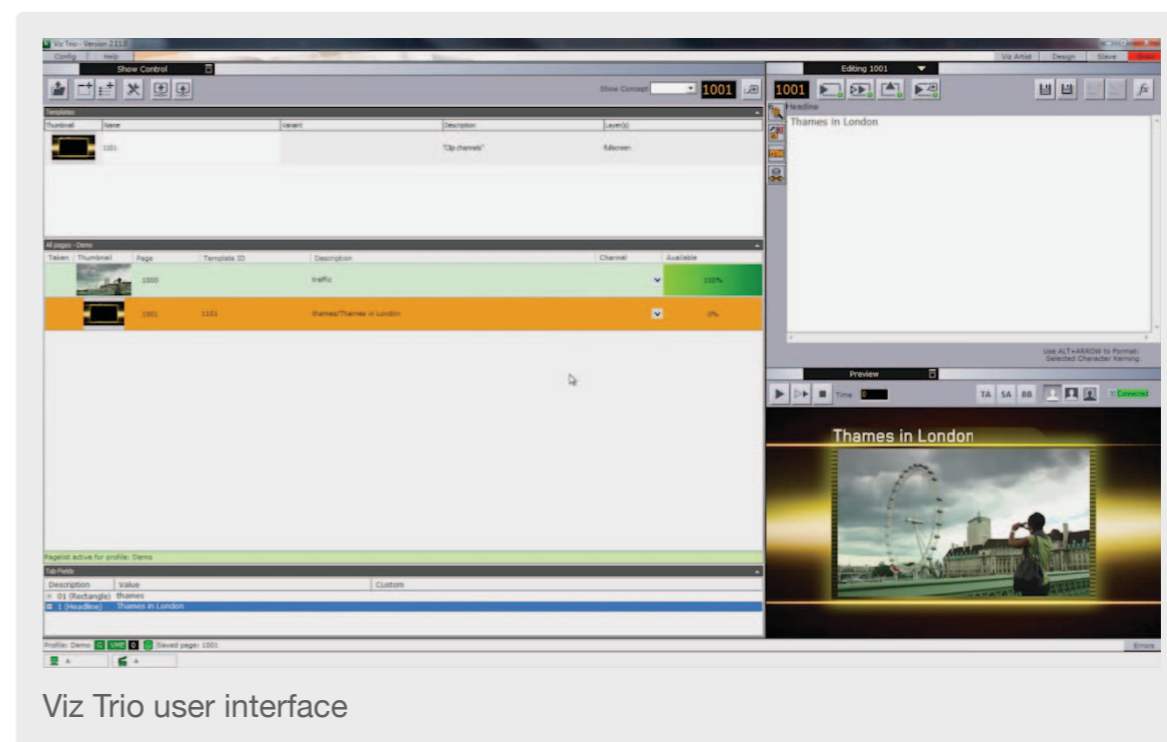 Viz Trio - Version 2.11.0
Config Help
Viz Artist Design Slave
Show Control
Editing 1001
Show Concept 1001
1001
Headline
Thames in London
Templates
Thumbnail Name Variant Description Layer(s)
1101 "Clip channels" fullscreen
All pages - Demo
Taken Thumbnail Page Template ID Description Channel Available
1000 traffic 100%
1001 1101 thames/Thames in London 0%
Use ALT+ARROW to Format:
Selected Character Kerning
Preview
Time 0 TA SA BB Connected
Thames in London
Pagelist active for profile: Demo
Tab Fields
Description Value Custom
01 (Rectangle) thames
1 (Headline) Thames in London
Profile: Demo G VME 0 Saved page: 1001 Errors
A A
Viz Trio user interface